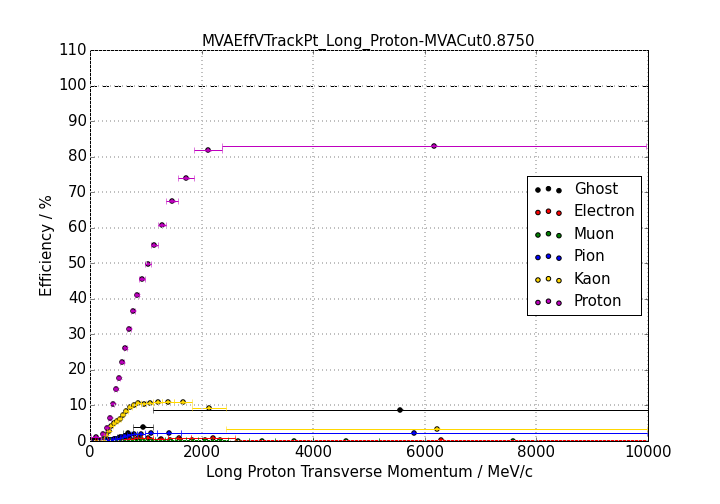 MVAEffVTrackPt_Long_Proton-MVACut0.8750
110
100
90
80
70
60
50
40
30
20
10
0
Efficiency / %
Ghost
Electron
Muon
Pion
Kaon
Proton
0 2000 4000 6000 8000 10000
Long Proton Transverse Momentum / MeV/c